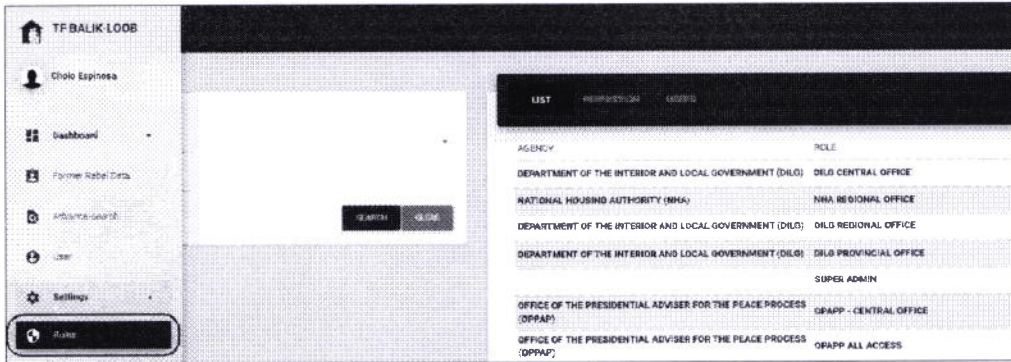 TF BALIK-LOOB
Cholo Espinosa
Dashboard
Former Rebel Data
Advance-search
User
Settings
Roles
SEARCH
CLOSE
LIST
PERMISSION
USERS
AGENCY
ROLE
DEPARTMENT OF THE INTERIOR AND LOCAL GOVERNMENT (DILG) DILG CENTRAL OFFICE
NATIONAL HOUSING AUTHORITY (NHA) NHA REGIONAL OFFICE
DEPARTMENT OF THE INTERIOR AND LOCAL GOVERNMENT (DILG) DILG REGIONAL OFFICE
DEPARTMENT OF THE INTERIOR AND LOCAL GOVERNMENT (DILG) DILG PROVINCIAL OFFICE
SUPER ADMIN
OFFICE OF THE PRESIDENTIAL ADVISER FOR THE PEACE PROCESS
(OPPAP)
OPAPP - CENTRAL OFFICE
OFFICE OF THE PRESIDENTIAL ADVISER FOR THE PEACE PROCESS
(OPPAP)
OPAPP ALL ACCESS